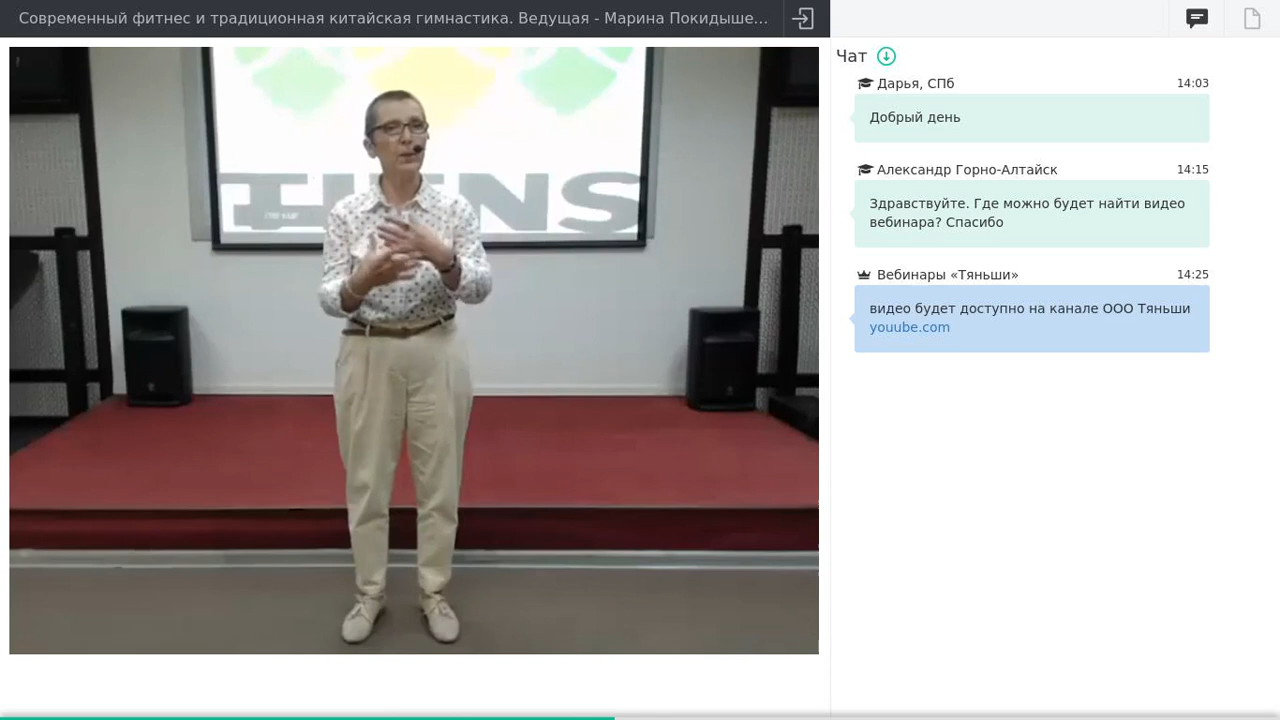 Современный фитнес и традиционная китайская гимнастика. Ведущая - Марина Покидыше...
Чат
Дарья, СПб 14:03
Добрый день
Александр Горно-Алтайск 14:15
Здравствуйте. Где можно будет найти видео
вебинара? Спасибо
Вебинары «Тяньши» 14:25
видео будет доступно на канале ООО Тяньши
youube.com
TIENS